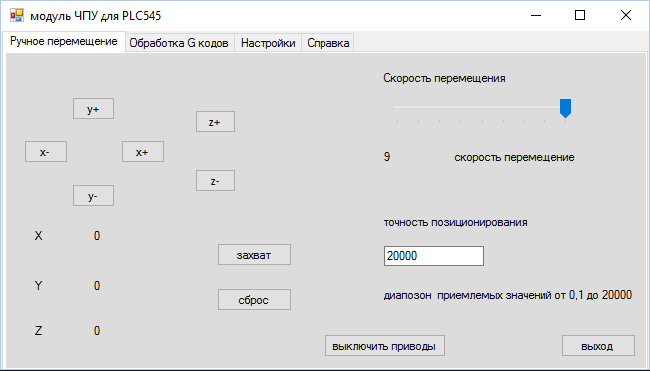 модуль ЧПУ для PLC545
Ручное перемещение Обработка G кодов Настройки Справка
Скорость перемещения
y+
z+
x- x+
9 скорость перемещение
z-
y-
точность позиционирования
X 0
захват 20000
Y 0
сброс диапозон приемлемых значений от 0,1 до 20000
Z 0
выключить приводы выход